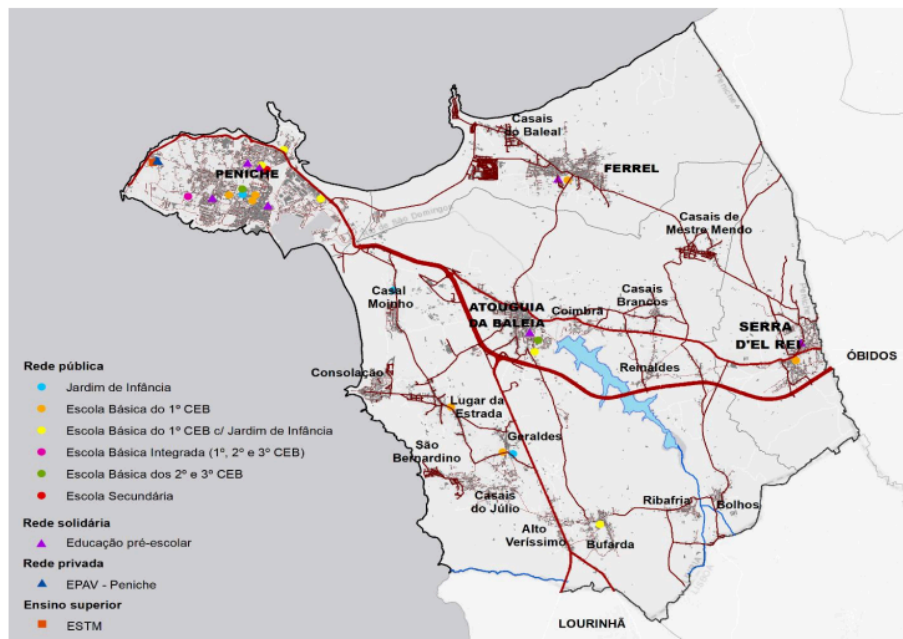 Casais
do Baleal
PENICHE
FERREL
Casais de
Mestre Mendo
Casal
Moinho
Casais
Brancos
ATOUGUIA
DA BALEIA
Coimbrã
SERRA
D'EL REI
ÓBIDOS
Consolação
Reinaldes
Lugar da
Estrada
Geraldes
São
Bernardino
Casais
do Júlio
Ribafria
Bolhos
Alto
Veríssimo
Bufarda
LOURINHÃ
Rede pública
Jardim de Infância
Escola Básica do 1º CEB
Escola Básica do 1º CEB c/ Jardim de Infância
Escola Básica Integrada (1º, 2º e 3º CEB)
Escola Básica dos 2º e 3º CEB
Escola Secundária
Rede solidária
Educação pré-escolar
Rede privada
EPAV - Peniche
Ensino superior
ESTM